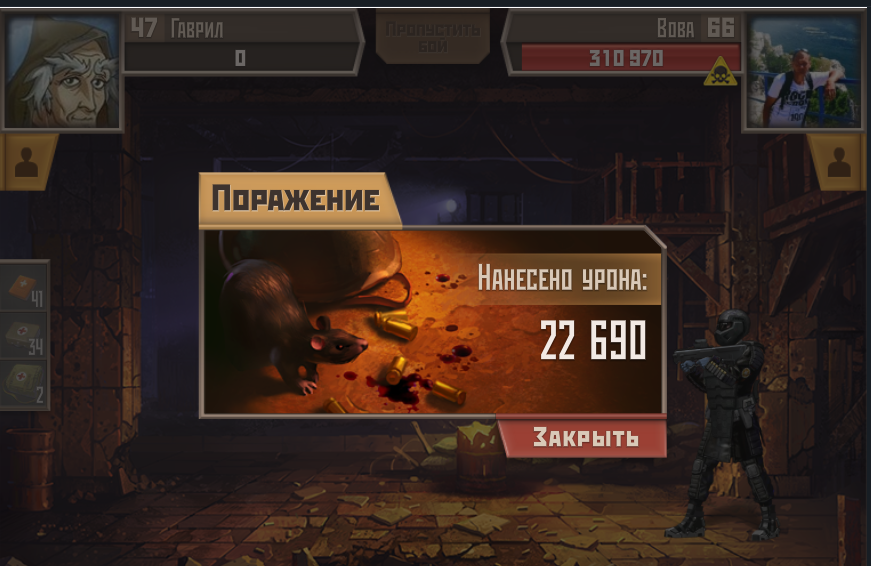 47 Гаврил
0
Пропустить
бой
Вова 66
310 970
Поражение
Нанесено урона:
22 690
Закрыть
41
34
2